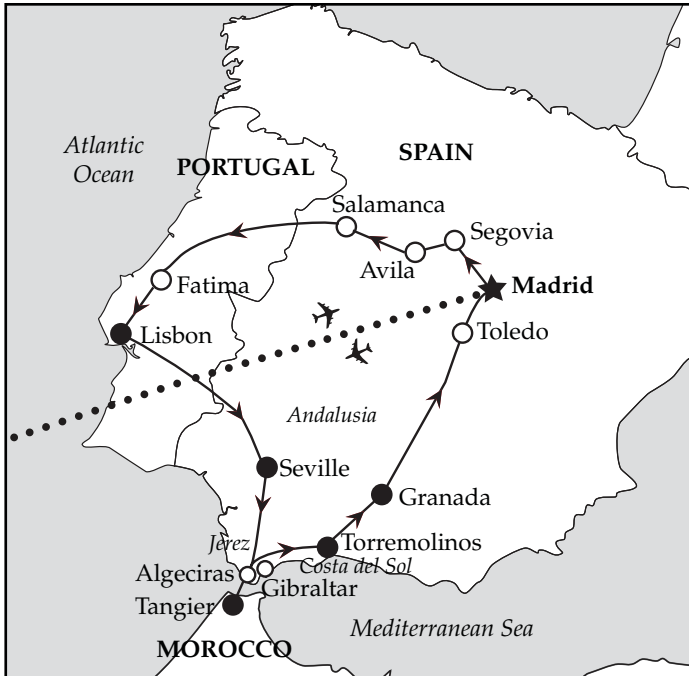 Atlantic
Ocean
PORTUGAL
SPAIN
Salamanca
Segovia
Avila
Fatima
Madrid
Lisbon
Toledo
Andalusia
Seville
Granada
Jerez
Torremolinos
Costa del Sol
Algeciras
Gibraltar
Tangier
Mediterranean Sea
MOROCCO